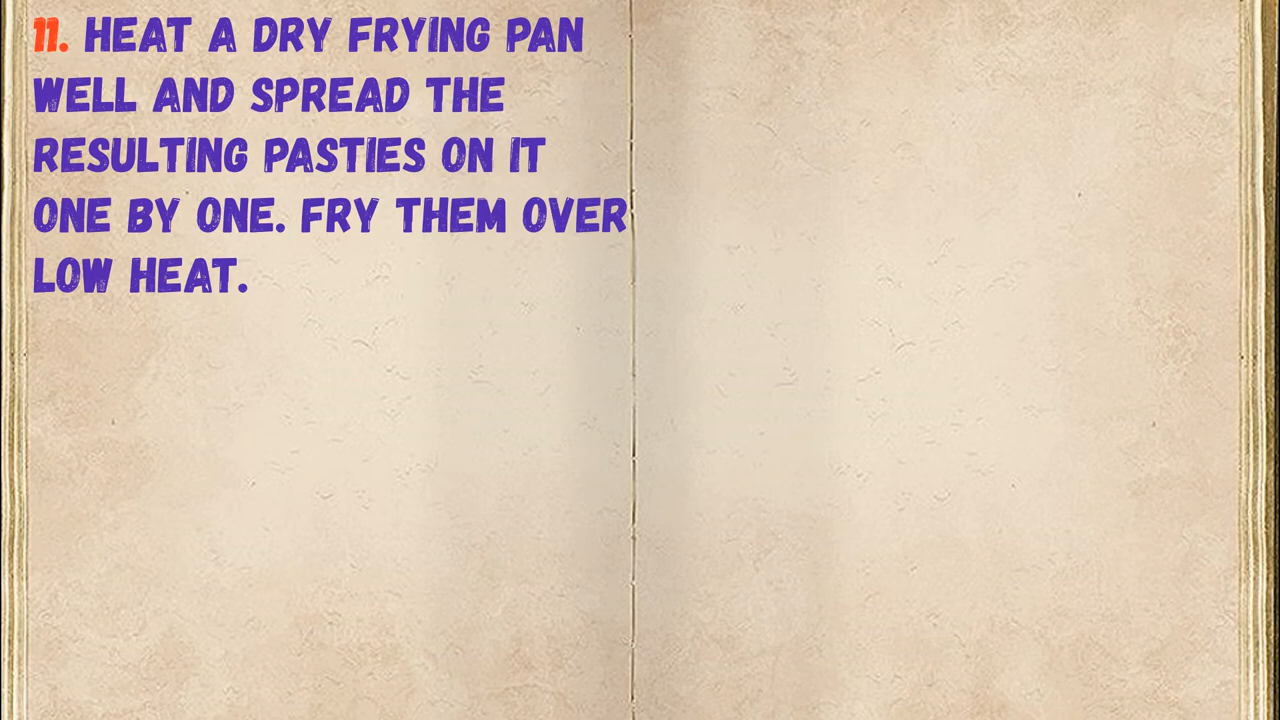 11. HEAT A DRY FRYING PAN
WELL AND SPREAD THE
RESULTING PASTIES ON IT
ONE BY ONE. FRY THEM OVER
LOW HEAT.